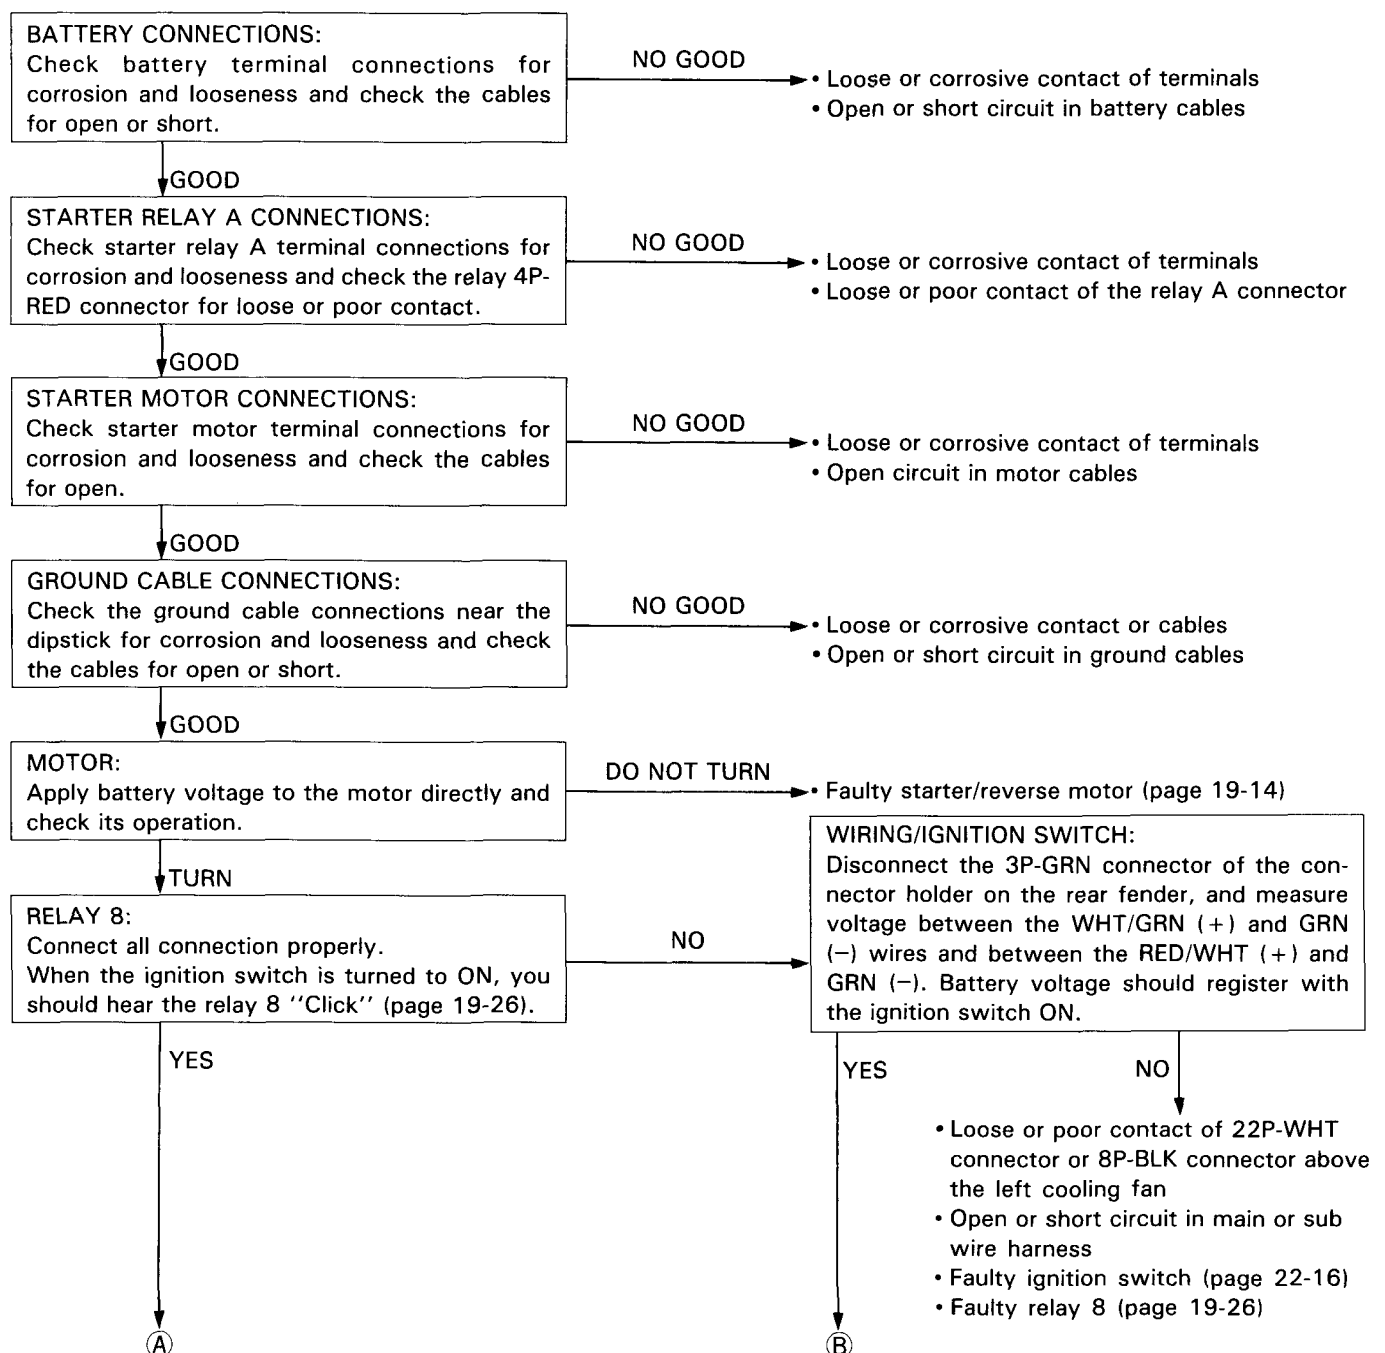 BATTERY CONNECTIONS:
Check battery terminal connections for
corrosion and looseness and check the cables
for open or short.
NO GOOD
• Loose or corrosive contact of terminals
• Open or short circuit in battery cables
GOOD
STARTER RELAY A CONNECTIONS:
Check starter relay A terminal connections for
corrosion and looseness and check the relay 4P-
RED connector for loose or poor contact.
NO GOOD
• Loose or corrosive contact of terminals
• Loose or poor contact of the relay A connector
GOOD
STARTER MOTOR CONNECTIONS:
Check starter motor terminal connections for
corrosion and looseness and check the cables
for open.
NO GOOD
• Loose or corrosive contact of terminals
• Open circuit in motor cables
GOOD
GROUND CABLE CONNECTIONS:
Check the ground cable connections near the
dipstick for corrosion and looseness and check
the cables for open or short.
NO GOOD
• Loose or corrosive contact or cables
• Open or short circuit in ground cables
GOOD
MOTOR:
Apply battery voltage to the motor directly and
check its operation.
DO NOT TURN
• Faulty starter/reverse motor (page 19-14)
TURN
RELAY 8:
Connect all connection properly.
When the ignition switch is turned to ON, you
should hear the relay 8 "Click" (page 19-26).
NO
WIRING/IGNITION SWITCH:
Disconnect the 3P-GRN connector of the con-
nector holder on the rear fender, and measure
voltage between the WHT/GRN (+) and GRN
(−) wires and between the RED/WHT (+) and
GRN (−). Battery voltage should register with
the ignition switch ON.
YES
YES
NO
• Loose or poor contact of 22P-WHT
connector or 8P-BLK connector above
the left cooling fan
• Open or short circuit in main or sub
wire harness
• Faulty ignition switch (page 22-16)
• Faulty relay 8 (page 19-26)
Ⓐ
Ⓑ